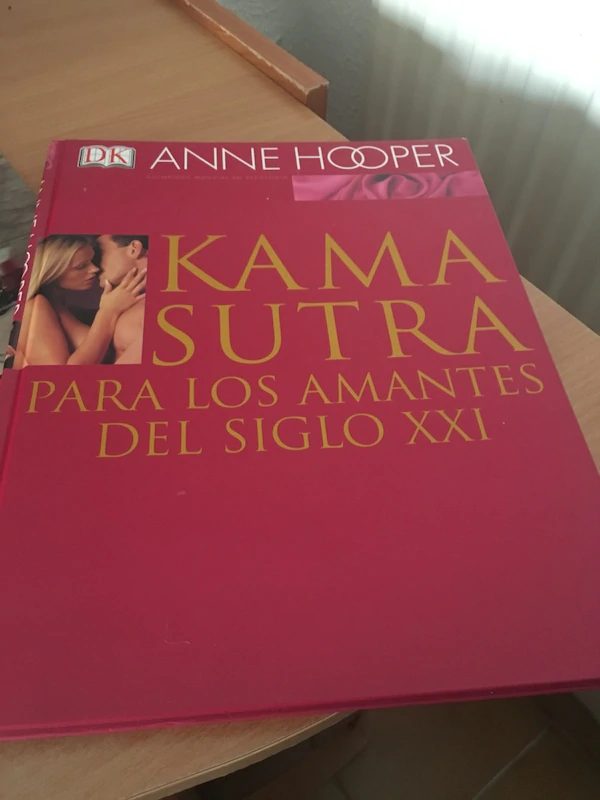 DK
ANNE HOOPER
KAMA
SUTRA
PARA LOS AMANTES
DEL SIGLO XXI